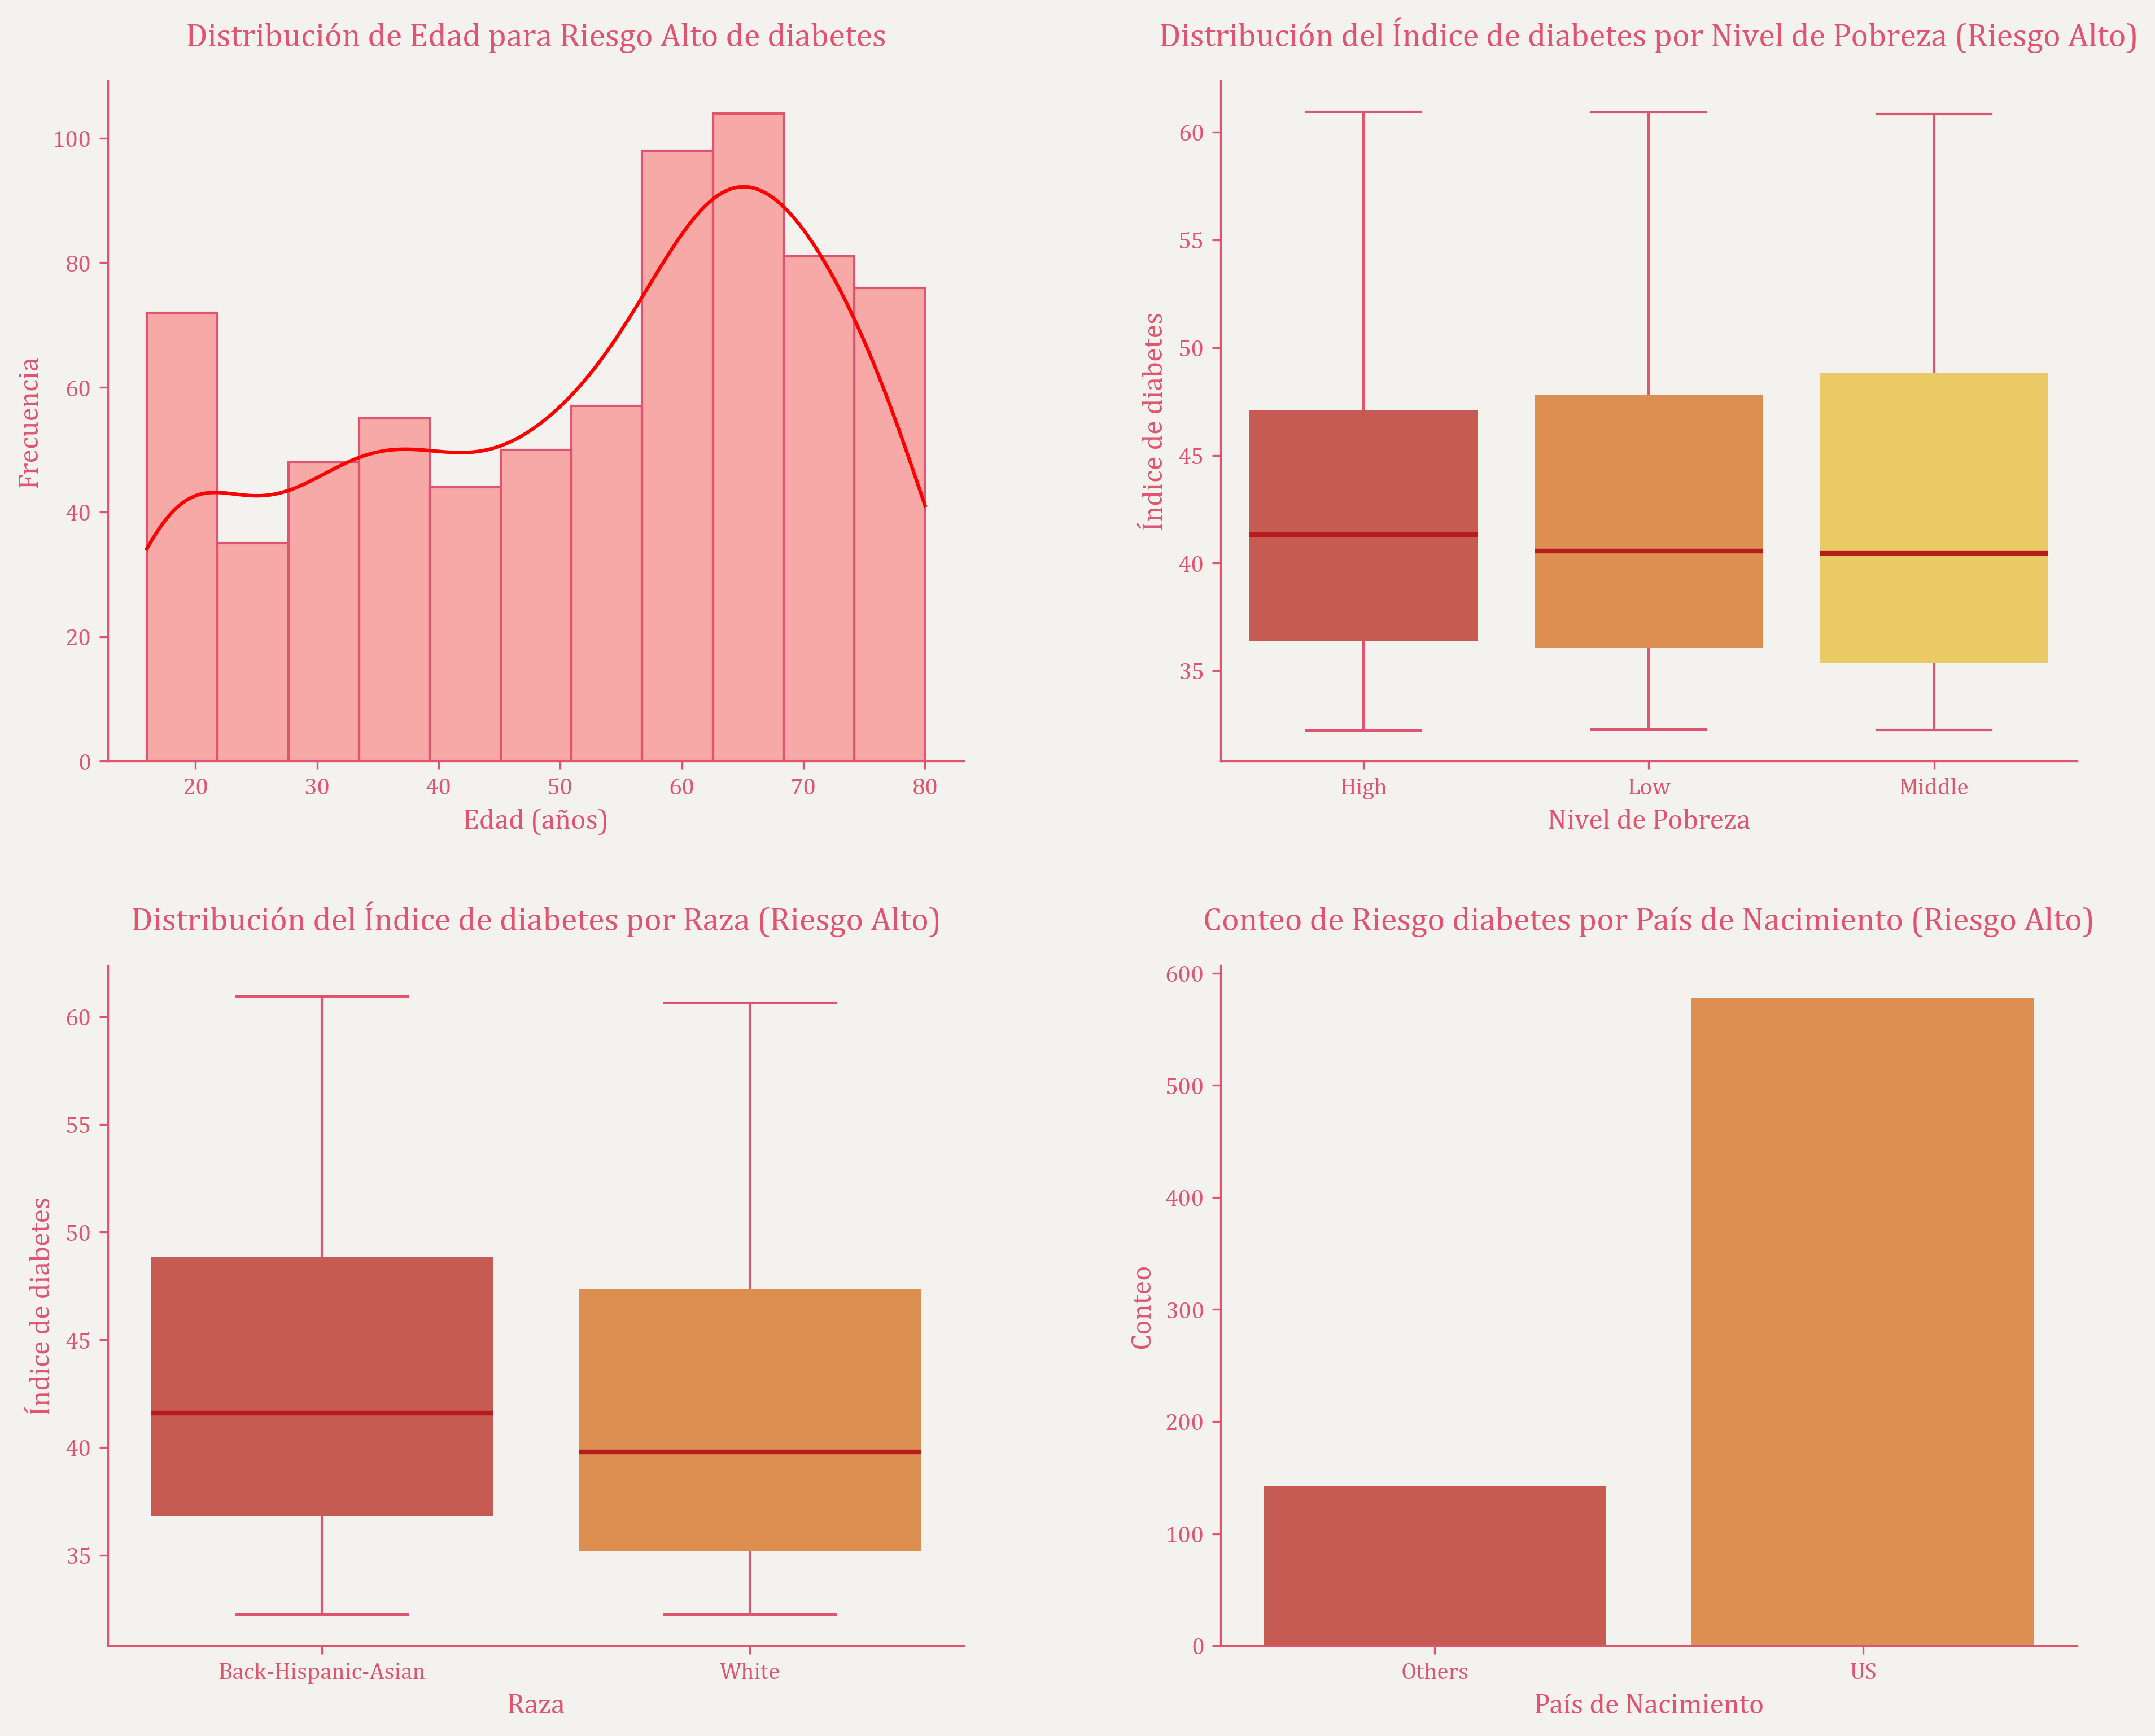 Distribución de Edad para Riesgo Alto de diabetes
Frecuencia
100
80
60
40
20
0
20 30 40 50 60 70 80
Edad (años)
Distribución del Índice de diabetes por Nivel de Pobreza (Riesgo Alto)
Índice de diabetes
60
55
50
45
40
35
High Low Middle
Nivel de Pobreza
Distribución del Índice de diabetes por Raza (Riesgo Alto)
Índice de diabetes
60
55
50
45
40
35
Back-Hispanic-Asian White
Raza
Conteo de Riesgo diabetes por País de Nacimiento (Riesgo Alto)
Conteo
600
500
400
300
200
100
0
Others US
País de Nacimiento